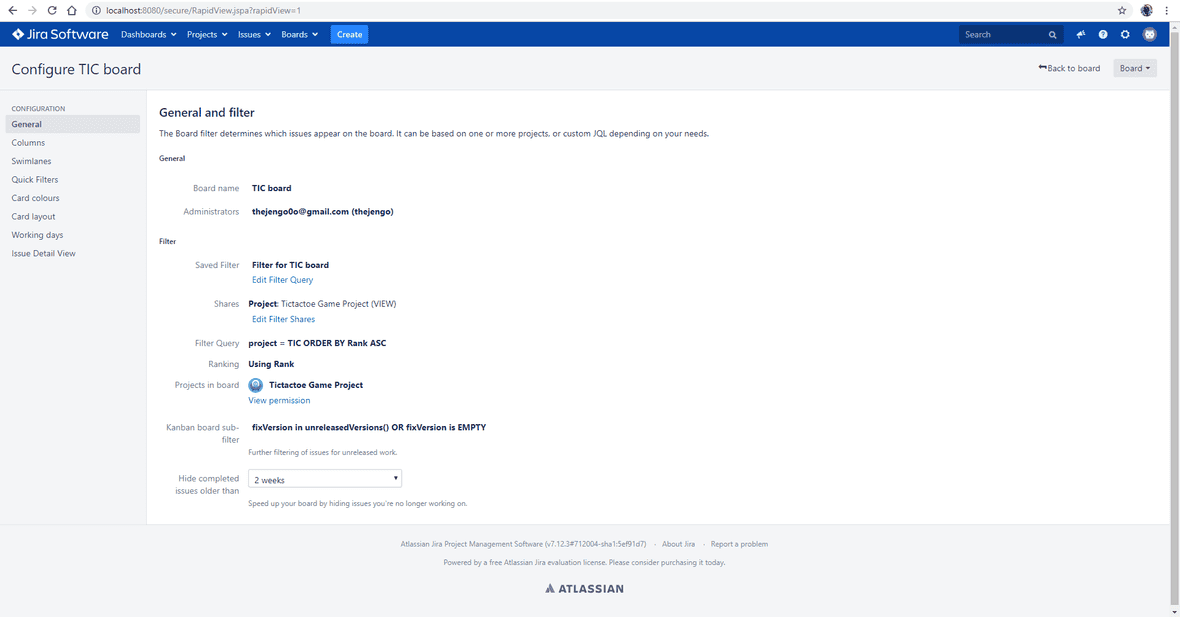 localhost:8080/secure/RapidView.jspa?rapidView=1
Jira Software Dashboards Projects Issues Boards Create Search
Configure TIC board Back to board Board
CONFIGURATION
General
Columns
Swimlanes
Quick Filters
Card colours
Card layout
Working days
Issue Detail View
General and filter
The Board filter determines which issues appear on the board. It can be based on one or more projects, or custom JQL depending on your needs.
General
Board name TIC board
Administrators thejengo0o@gmail.com (thejengo)
Filter
Saved Filter Filter for TIC board
Edit Filter Query
Shares Project: Tictactoe Game Project (VIEW)
Edit Filter Shares
Filter Query project = TIC ORDER BY Rank ASC
Ranking Using Rank
Projects in board Tictactoe Game Project
View permission
Kanban board sub-
filter
fixVersion in unreleasedVersions() OR fixVersion is EMPTY
Further filtering of issues for unreleased work.
Hide completed
issues older than
2 weeks
Speed up your board by hiding issues you're no longer working on.
Atlassian Jira Project Management Software (v7.12.3#712004-sha1:5ef91d7) · About Jira · Report a problem
Powered by a free Atlassian Jira evaluation license. Please consider purchasing it today.
ATLASSIAN